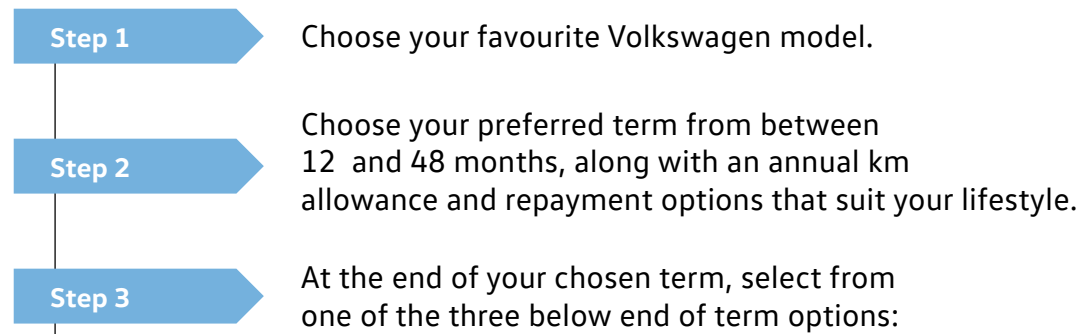 Step 1
Choose your favourite Volkswagen model.
Step 2
Choose your preferred term from between
12 and 48 months, along with an annual km
allowance and repayment options that suit your lifestyle.
Step 3
At the end of your chosen term, select from
one of the three below end of term options: